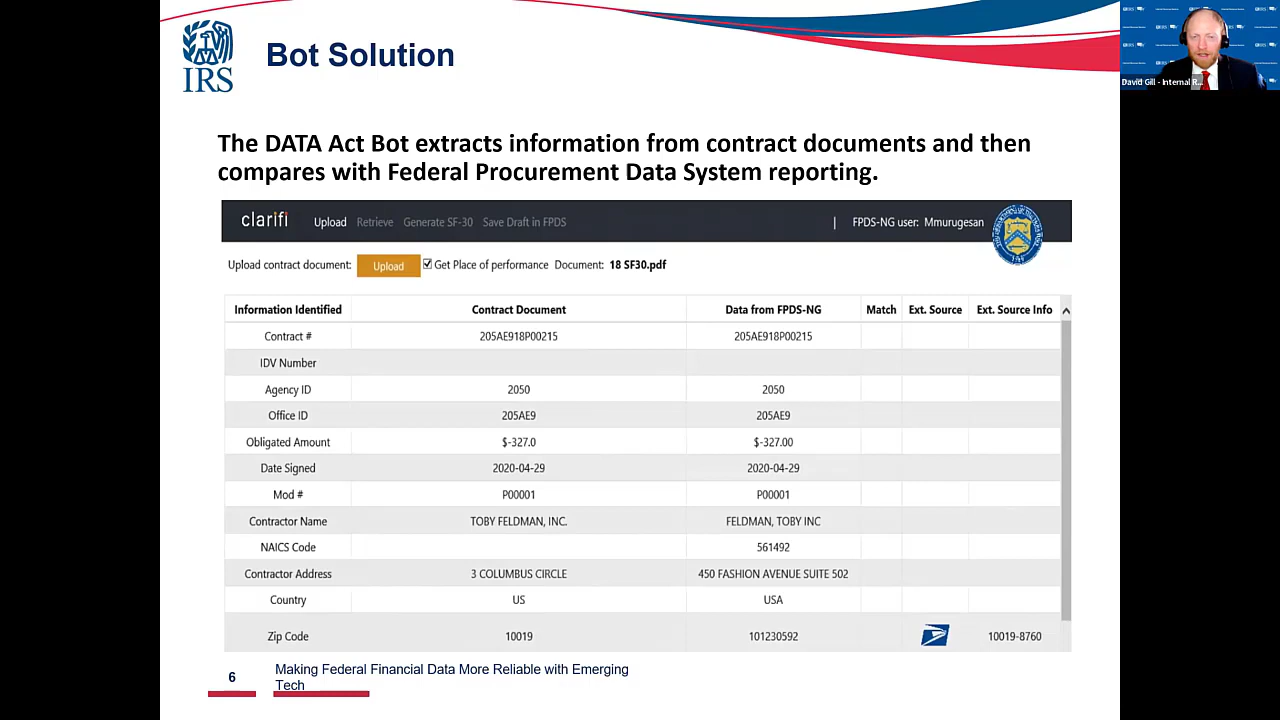 IRS
Bot Solution
David Gill - Internal R...
The DATA Act Bot extracts information from contract documents and then
compares with Federal Procurement Data System reporting.
clarifi Upload Retrieve Generate SF-30 Save Draft in FPDS | FPDS-NG user: Mmurugesan
Upload contract document: Upload Get Place of performance Document: 18 SF30.pdf
Information Identified Contract Document Data from FPDS-NG Match Ext. Source Ext. Source Info
Contract # 205AE918P00215 205AE918P00215
IDV Number
Agency ID 2050 2050
Office ID 205AE9 205AE9
Obligated Amount $-327.0 $-327.00
Date Signed 2020-04-29 2020-04-29
Mod # P00001 P00001
Contractor Name TOBY FELDMAN, INC. FELDMAN, TOBY INC
NAICS Code 561492
Contractor Address 3 COLUMBUS CIRCLE 450 FASHION AVENUE SUITE 502
Country US USA
Zip Code 10019 101230592 10019-8760
6 Making Federal Financial Data More Reliable with Emerging
Tech